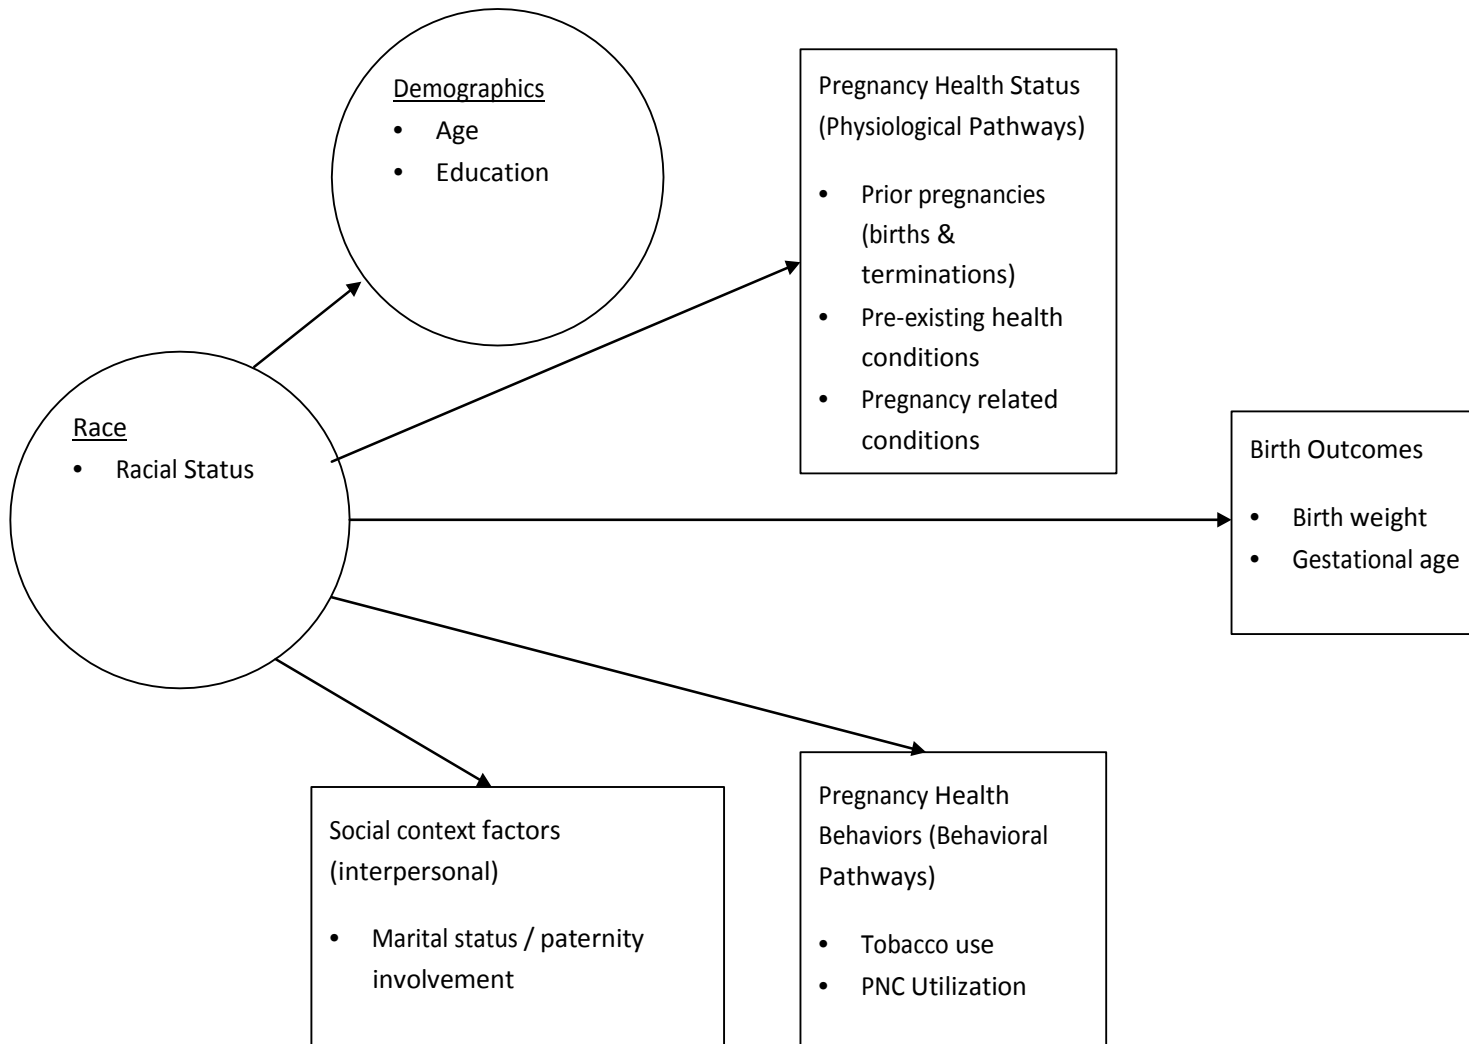 Demographics
• Age
• Education
Pregnancy Health Status
(Physiological Pathways)
• Prior pregnancies
(births &
terminations)
• Pre-existing health
conditions
• Pregnancy related
conditions
Race
• Racial Status
Birth Outcomes
• Birth weight
• Gestational age
Social context factors
(interpersonal)
• Marital status / paternity
involvement
Pregnancy Health
Behaviors (Behavioral
Pathways)
• Tobacco use
• PNC Utilization